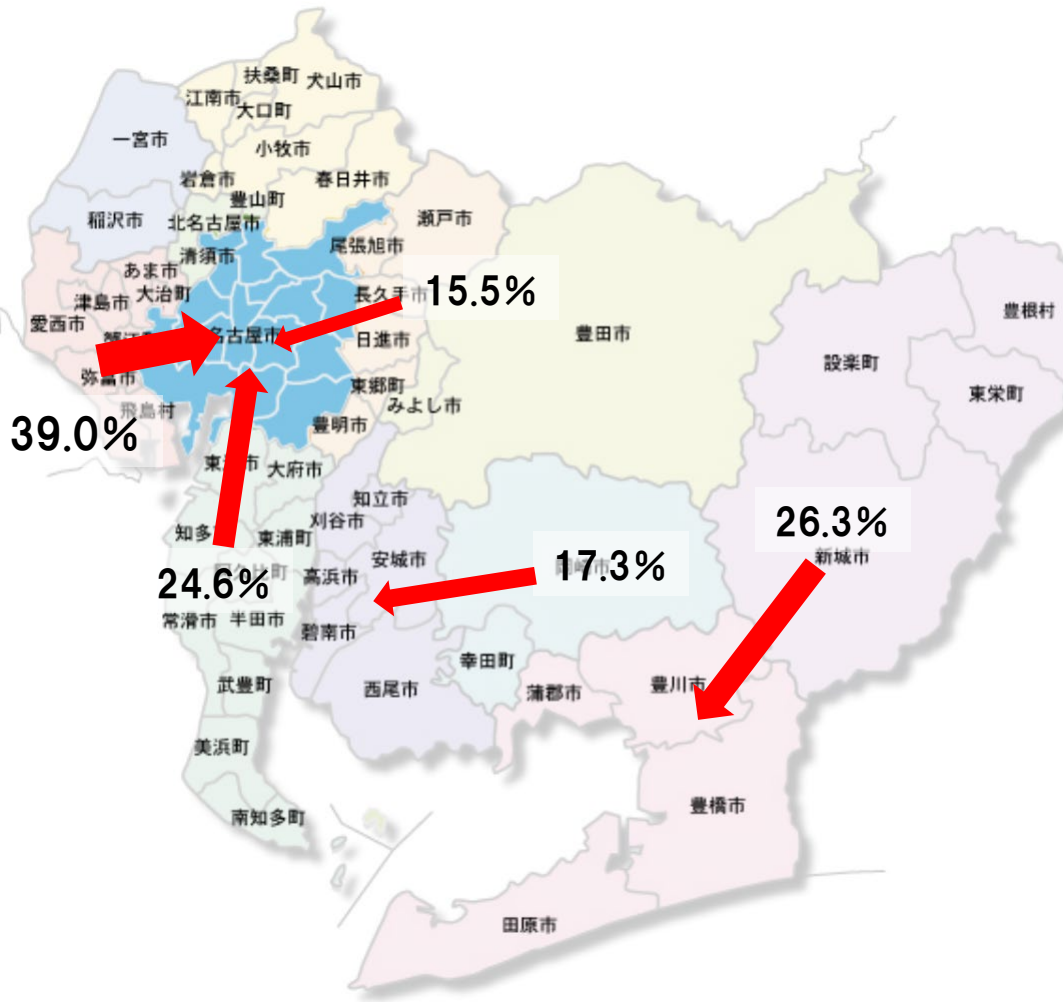 扶桑町
犬山市
江南市
大口町
一宮市
小牧市
岩倉市
春日井市
豊山町
稲沢市
北名古屋市
瀬戸市
尾張旭市
清須市
あま市
大治町
津島市
長久手市
15.5%
愛西市
名古屋市
日進市
豊田市
豊根村
設楽町
東栄町
弥富市
東郷町
みよし市
飛島村
豊明市
39.0%
大府市
知立市
刈谷市
東浦町
安城市
26.3%
新城市
高浜市
17.3%
24.6%
常滑市
半田市
碧南市
幸田町
西尾市
豊川市
蒲郡市
武豊町
美浜町
豊橋市
南知多町
田原市